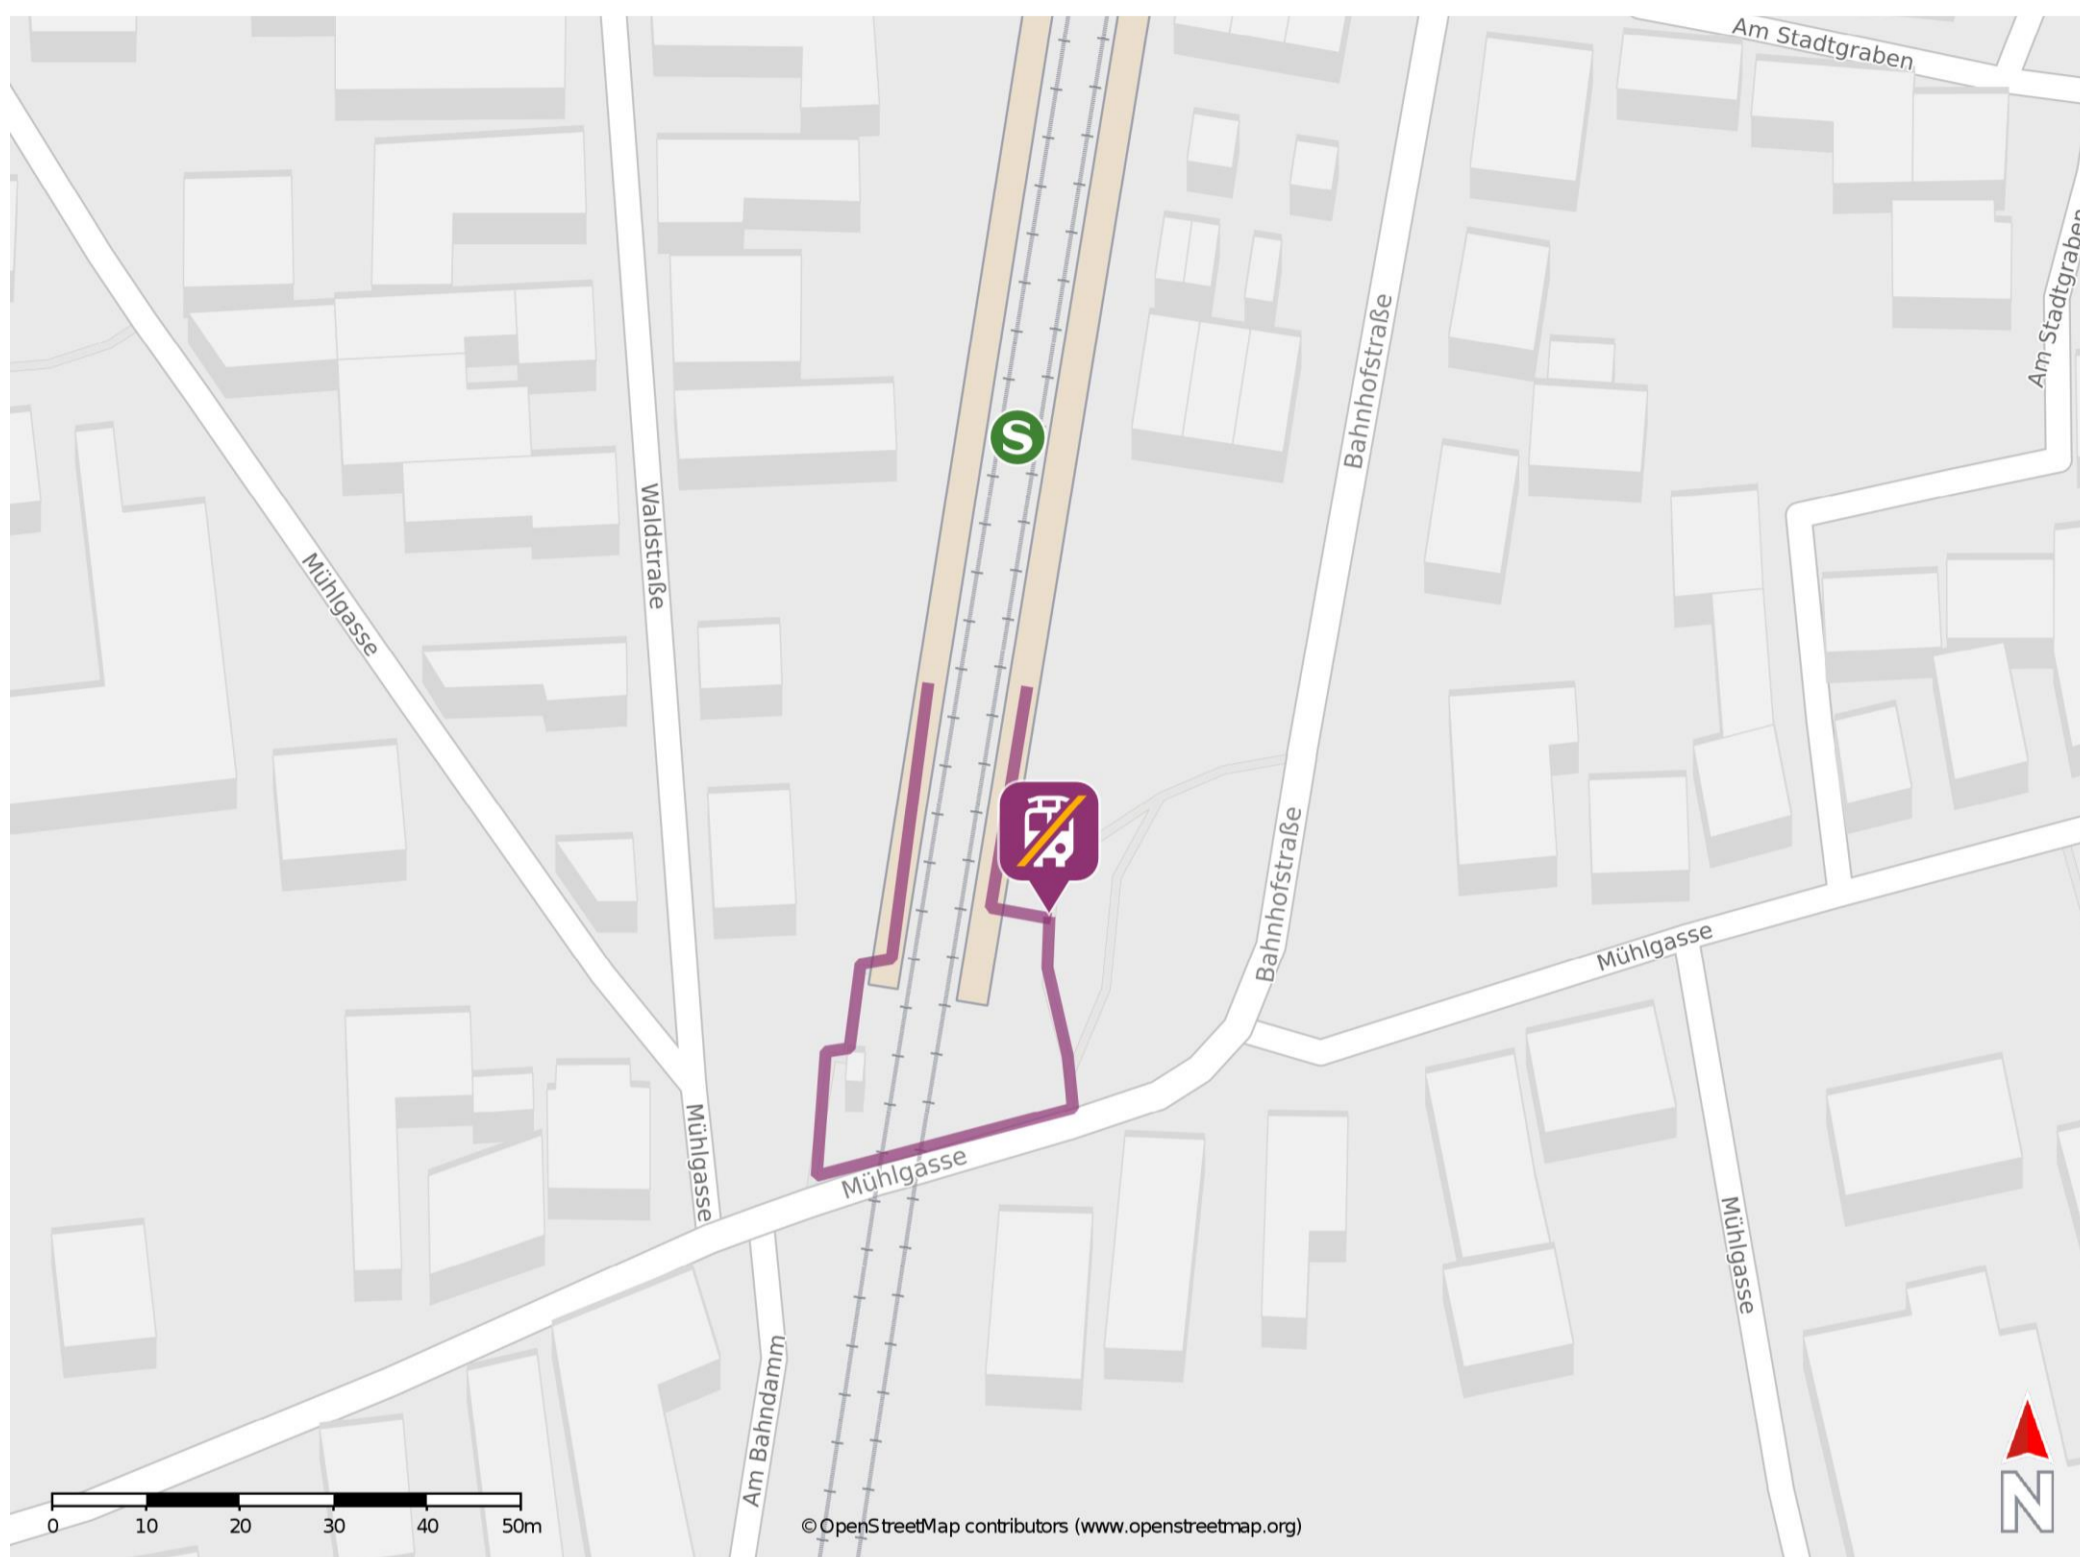 Am Stadtgraben
Am Stadtgraben
Bahnhofstraße
S
Waldstraße
Mühlgasse
Bahnhofstraße
Mühlgasse
Mühlgasse
Mühlgasse
Mühlgasse
Am Bahndamm
N
0 10 20 30 40 50m
© OpenStreetMap contributors (www.openstreetmap.org)